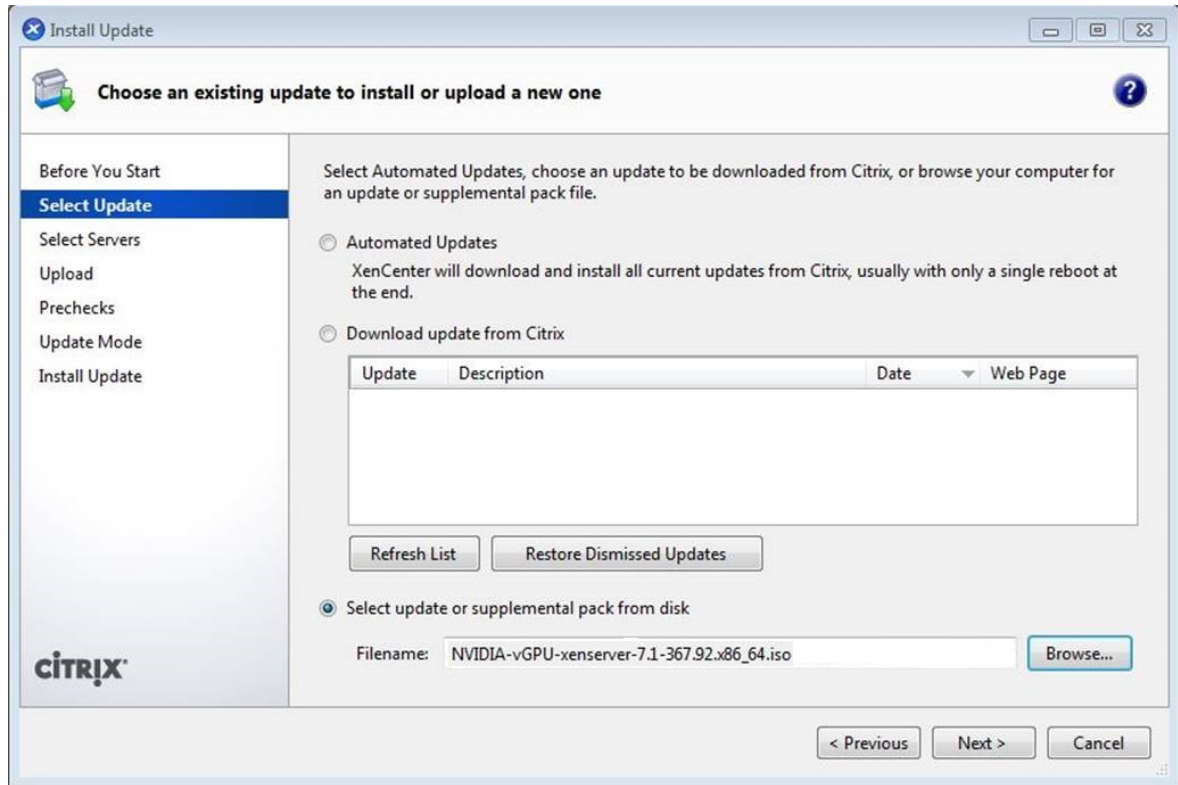 Install Update
Choose an existing update to install or upload a new one
?
Before You Start
Select Update
Select Servers
Upload
Prechecks
Update Mode
Install Update
CİTRIX
Select Automated Updates, choose an update to be downloaded from Citrix, or browse your computer for
an update or supplemental pack file.
Automated Updates
XenCenter will download and install all current updates from Citrix, usually with only a single reboot at
the end.
Download update from Citrix
Update Description Date Web Page
Refresh List Restore Dismissed Updates
Select update or supplemental pack from disk
Filename: NVIDIA-vGPU-xenserver-7.1-367.92.x86_64.iso Browse...
< Previous Next > Cancel